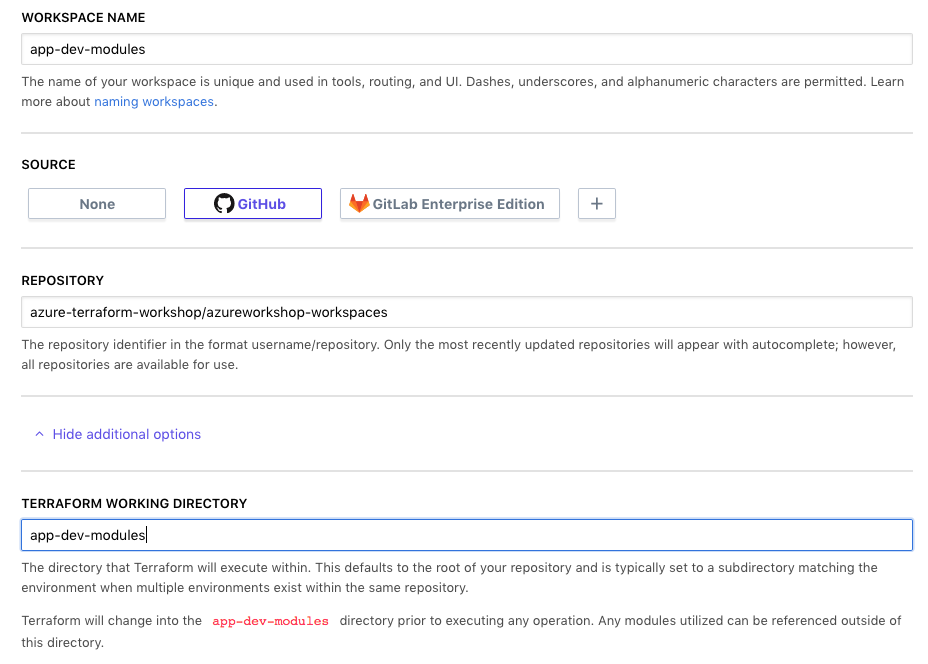 WORKSPACE NAME
app-dev-modules
The name of your workspace is unique and used in tools, routing, and UI. Dashes, underscores, and alphanumeric characters are permitted. Learn
more about naming workspaces.
SOURCE
None
GitHub
GitLab Enterprise Edition
+
REPOSITORY
azure-terraform-workshop/azureworkshop-workspaces
The repository identifier in the format username/repository. Only the most recently updated repositories will appear with autocomplete; however,
all repositories are available for use.
Hide additional options
TERRAFORM WORKING DIRECTORY
app-dev-modules
The directory that Terraform will execute within. This defaults to the root of your repository and is typically set to a subdirectory matching the
environment when multiple environments exist within the same repository.
Terraform will change into the app-dev-modules directory prior to executing any operation. Any modules utilized can be referenced outside of
this directory.